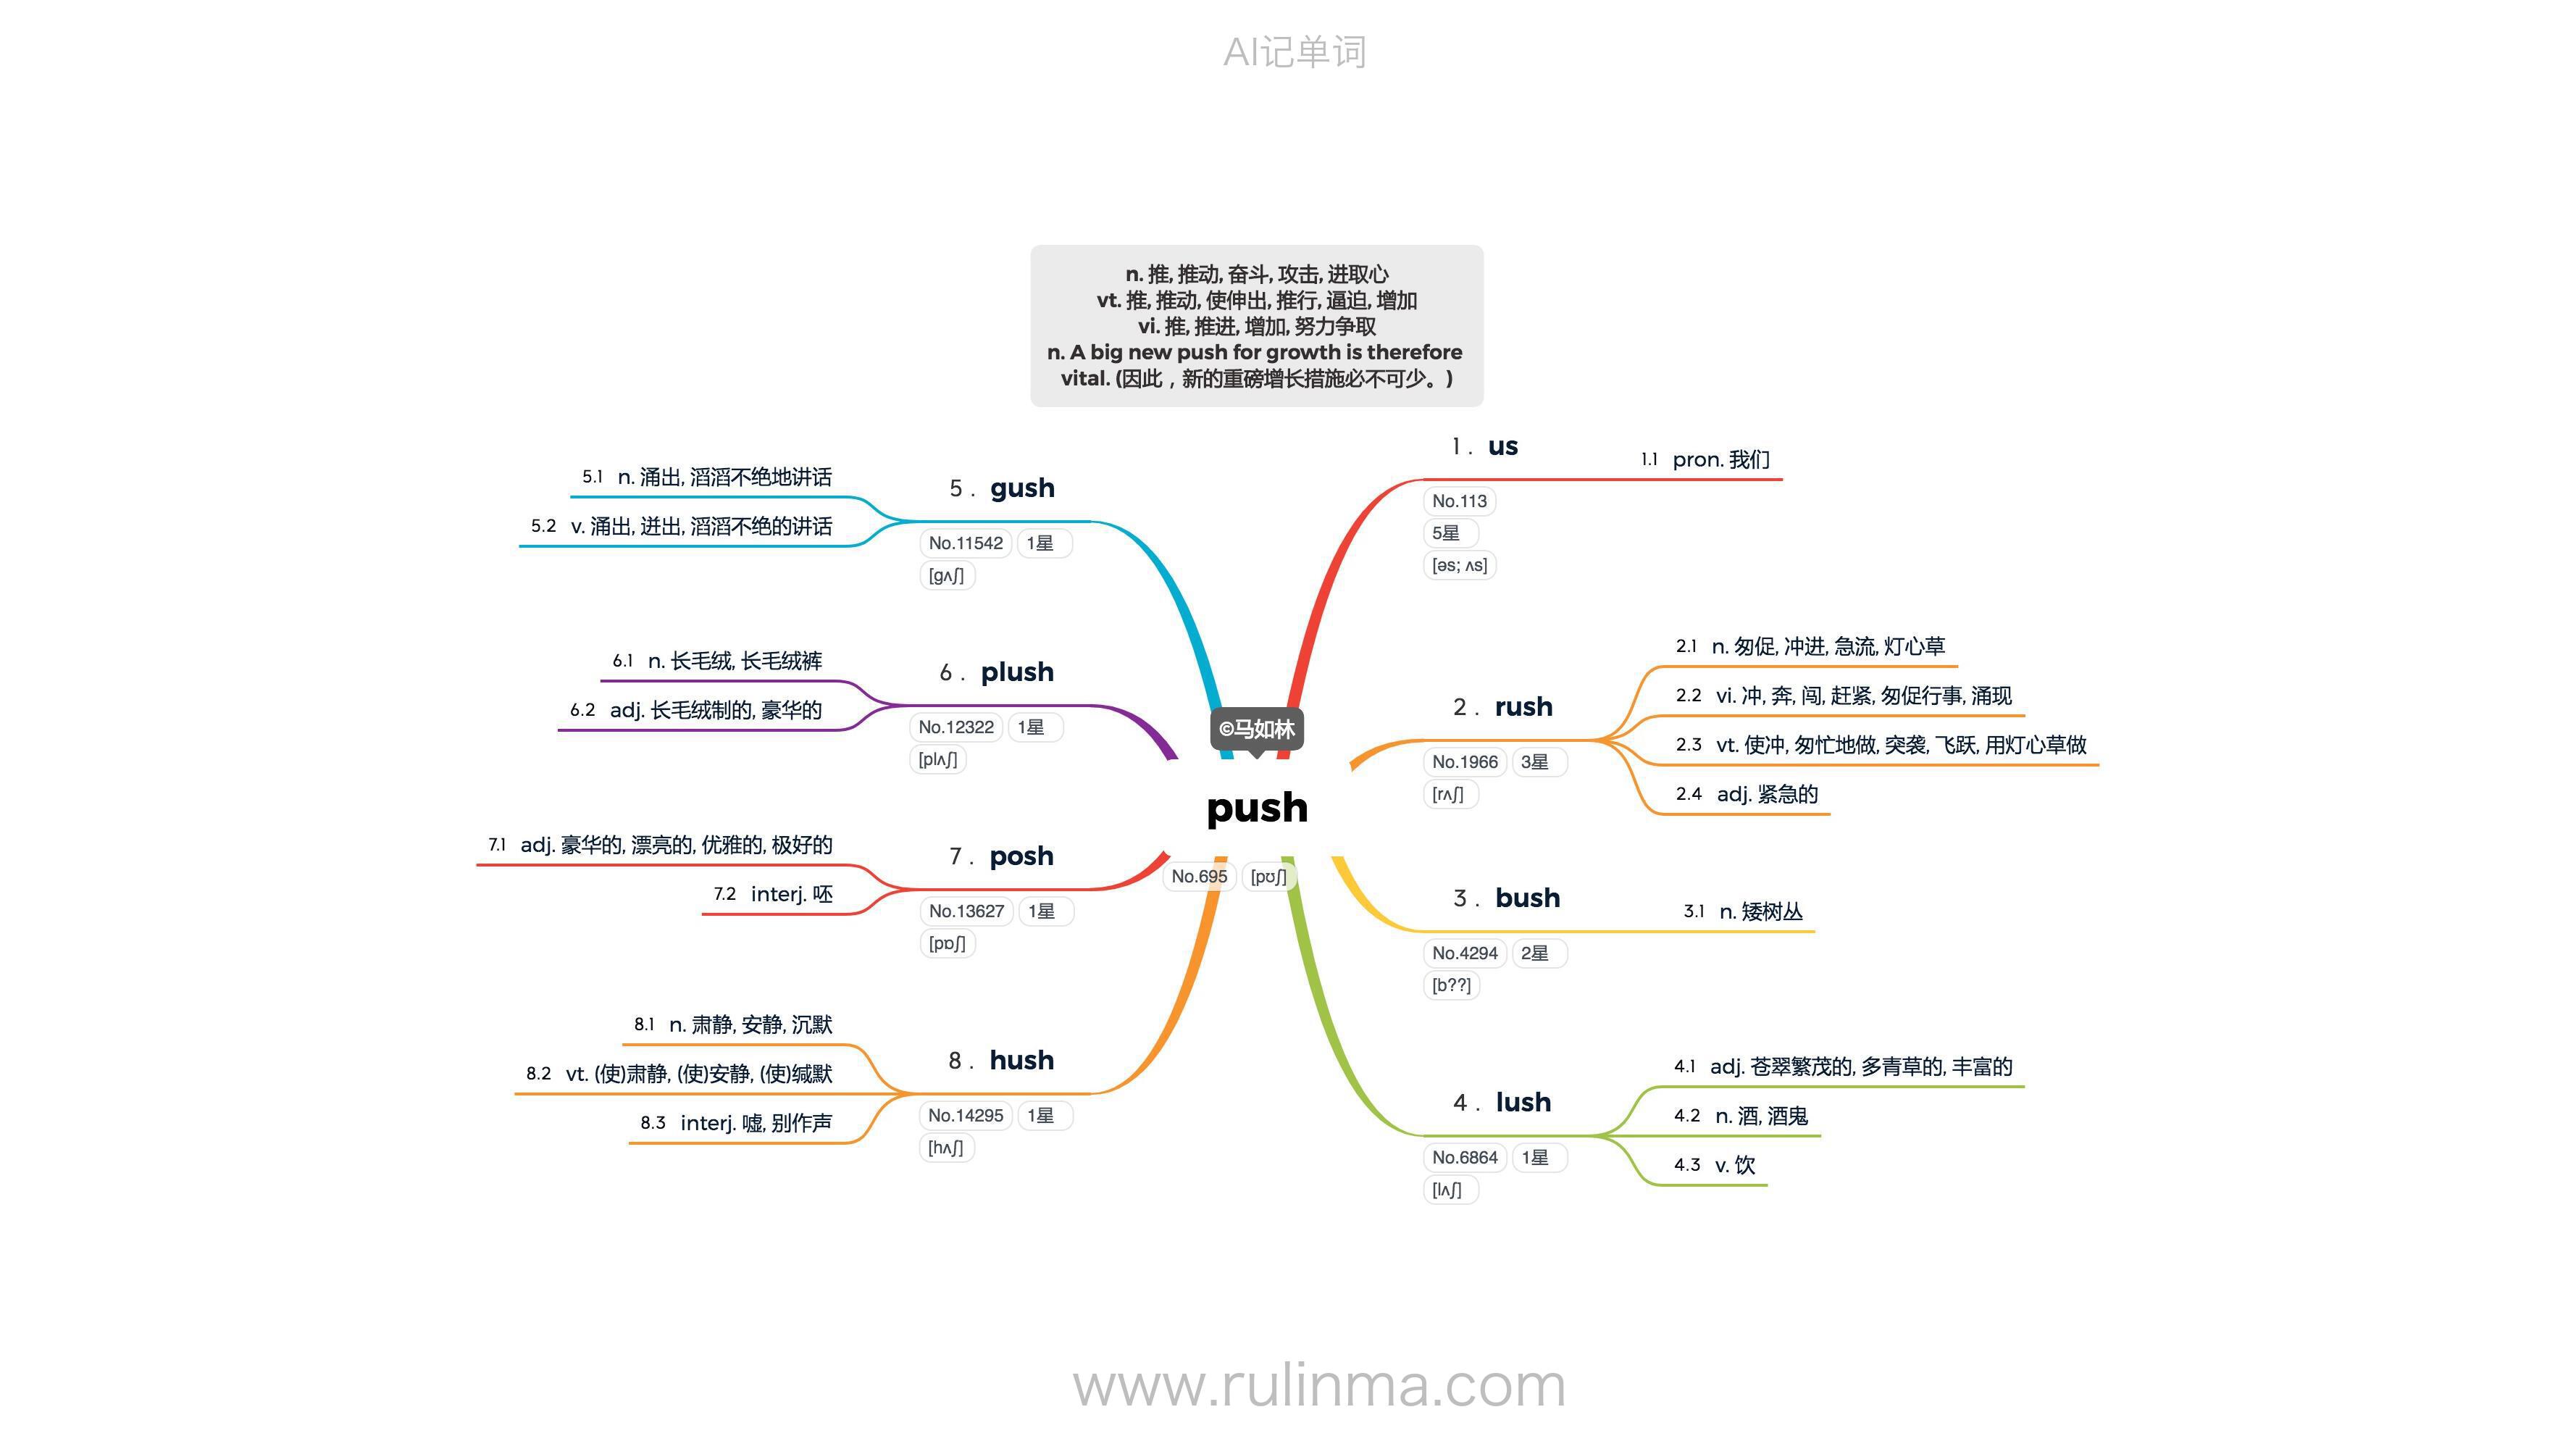 AI记单词
n. 推, 推动, 奋斗, 攻击, 进取心
vt. 推, 推动, 使伸出, 推行, 逼迫, 增加
vi. 推, 推进, 增加, 努力争取
n. A big new push for growth is therefore
vital. (因此，新的重磅增长措施必不可少。)
©马如林
push
No.695 [pʊʃ]
1. us
No.113
5星
[əs; ʌs]
1.1 pron. 我们
2. rush
No.1966 3星
[rʌʃ]
2.1 n. 匆促, 冲进, 急流, 灯心草
2.2 vi. 冲, 奔, 闯, 赶紧, 匆促行事, 涌现
2.3 vt. 使冲, 匆忙地做, 突袭, 飞跃, 用灯心草做
2.4 adj. 紧急的
3. bush
No.4294 2星
[b??]
3.1 n. 矮树丛
4. lush
No.6864 1星
[lʌʃ]
4.1 adj. 苍翠繁茂的, 多青草的, 丰富的
4.2 n. 酒, 酒鬼
4.3 v. 饮
5. gush
No.11542 1星
[gʌʃ]
5.1 n. 涌出, 滔滔不绝地讲话
5.2 v. 涌出, 迸出, 滔滔不绝的讲话
6. plush
No.12322 1星
[plʌʃ]
6.1 n. 长毛绒, 长毛绒裤
6.2 adj. 长毛绒制的, 豪华的
7. posh
No.13627 1星
[pɒʃ]
7.1 adj. 豪华的, 漂亮的, 优雅的, 极好的
7.2 interj. 呸
8. hush
No.14295 1星
[hʌʃ]
8.1 n. 肃静, 安静, 沉默
8.2 vt. (使)肃静, (使)安静, (使)缄默
8.3 interj. 嘘, 别作声
www.rulinma.com